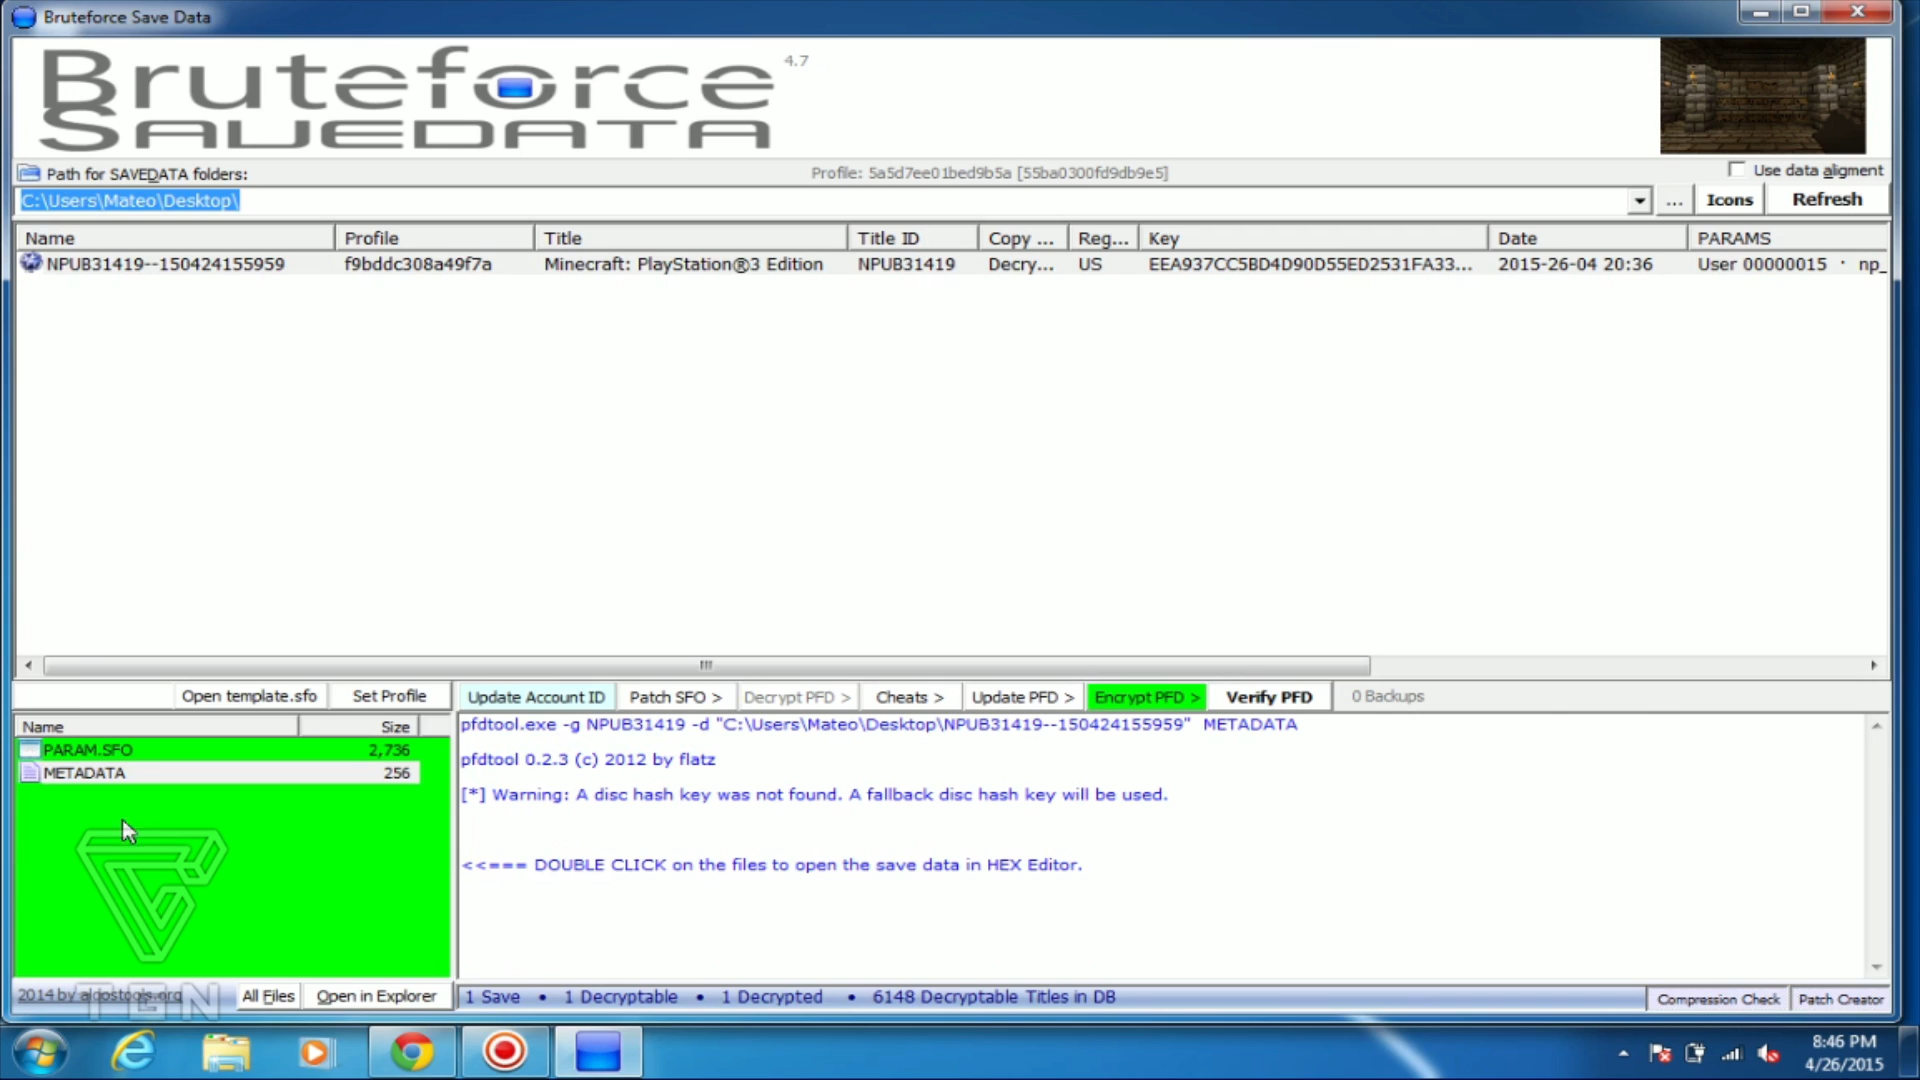 Bruteforce Save Data
Bruteforce 4.7
SAVEDATA
Path for SAVEDATA folders: Profile: 5a5d7ee01bed9b5a [55ba0300fd9db9e5] Use data aligment
C:\Users\Mateo\Desktop\ ... Icons Refresh
Name Profile Title Title ID Copy ... Reg... Key Date PARAMS
NPUB31419--150424155959 f9bddc308a49f7a Minecraft: PlayStation®3 Edition NPUB31419 Decry... US EEA937CC5BD4D90D55ED2531FA33... 2015-26-04 20:36 User 00000015 · np_
Open template.sfo Set Profile Update Account ID Patch SFO > Decrypt PFD > Cheats > Update PFD > Encrypt PFD > Verify PFD 0 Backups
Name Size
PARAM.SFO 2,736
METADATA 256
pfdtool.exe -g NPUB31419 -d "C:\Users\Mateo\Desktop\NPUB31419--150424155959" METADATA
pfdtool 0.2.3 (c) 2012 by flatz
[*] Warning: A disc hash key was not found. A fallback disc hash key will be used.
<<=== DOUBLE CLICK on the files to open the save data in HEX Editor.
TEN
2014 by aldostools.org All Files Open in Explorer 1 Save • 1 Decryptable • 1 Decrypted • 6148 Decryptable Titles in DB Compression Check Patch Creator
8:46 PM
4/26/2015